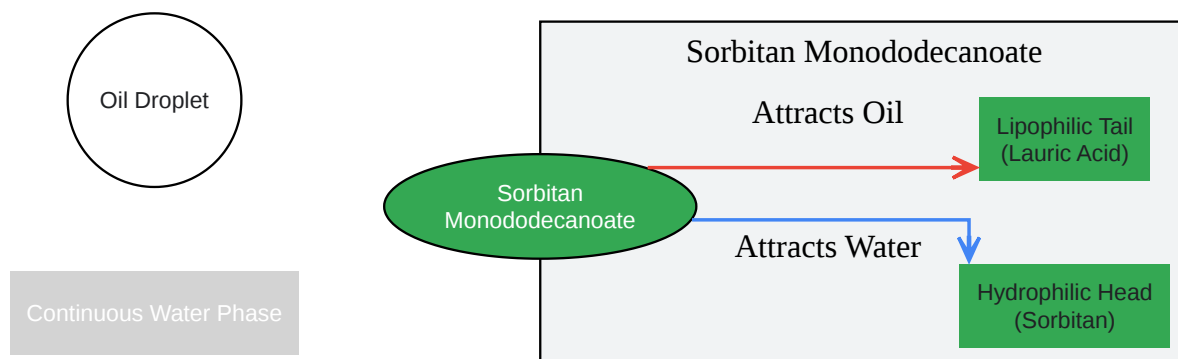 Oil Droplet
Continuous Water Phase
Sorbitan
Monododecanoate
Sorbitan Monododecanoate
Attracts Oil
Lipophilic Tail
(Lauric Acid)
Attracts Water
Hydrophilic Head
(Sorbitan)